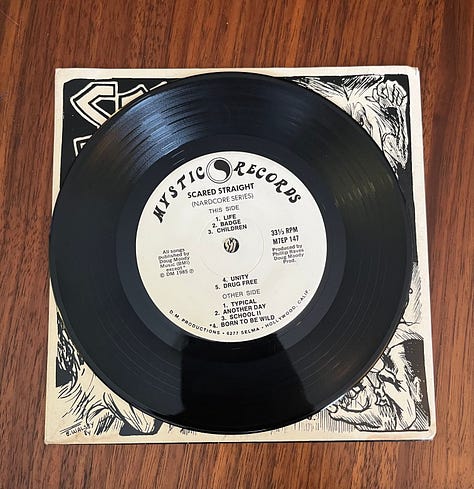 MYSTIC RECORDS
SCARED STRAIGHT
(NARDCORE SERIES)
THIS SIDE
1. LIFE
2. BADGE
3. CHILDREN
33⅓ RPM
M7EP 147
Produced by
Phillip Raves
Doug Moody
Prod.
All songs
published by
Doug Moody
Music (BMI)
except*
© DM 1985 ℗
4. UNITY
5. DRUG FREE
OTHER SIDE
1. TYPICAL
2. ANOTHER DAY
3. SCHOOL II
*4. BORN TO BE WILD
D.M. PRODUCTIONS • 6277 SELMA • HOLLYWOOD, CALIF.